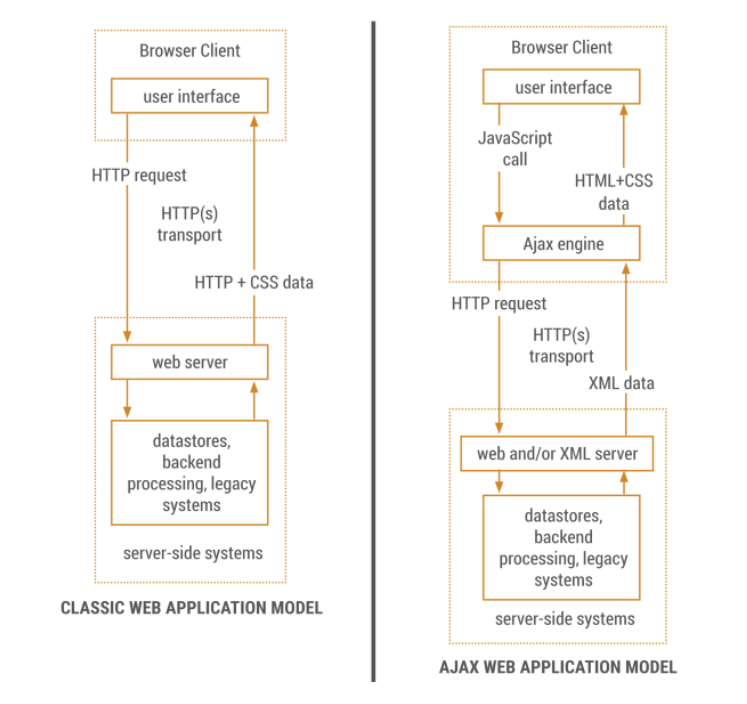 Browser Client
user interface
HTTP request
HTTP(s)
transport
HTTP + CSS data
web server
datastores,
backend
processing, legacy
systems
server-side systems
CLASSIC WEB APPLICATION MODEL
Browser Client
user interface
JavaScript
call
HTML+CSS
data
Ajax engine
HTTP request
HTTP(s)
transport
XML data
web and/or XML server
datastores,
backend
processing, legacy
systems
server-side systems
AJAX WEB APPLICATION MODEL